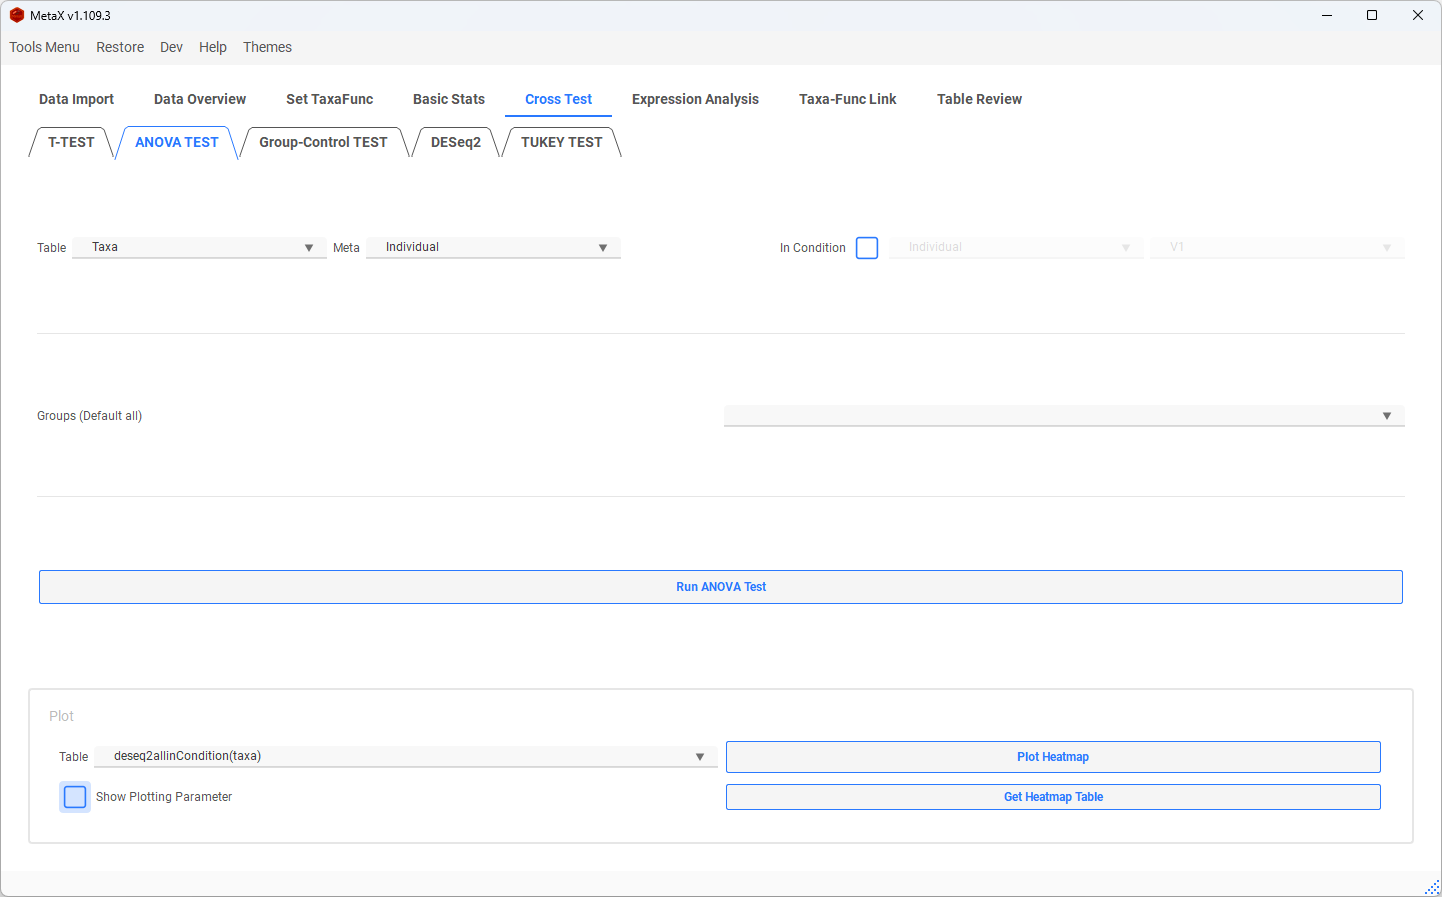 MetaX v1.109.3
Tools Menu Restore Dev Help Themes
Data Import Data Overview Set TaxaFunc Basic Stats Cross Test Expression Analysis Taxa-Func Link Table Review
T-TEST ANOVA TEST Group-Control TEST DESeq2 TUKEY TEST
Table Taxa Meta Individual In Condition Individual V1
Groups (Default all)
Run ANOVA Test
Plot
Table deseq2allinCondition(taxa) Plot Heatmap
Show Plotting Parameter Get Heatmap Table